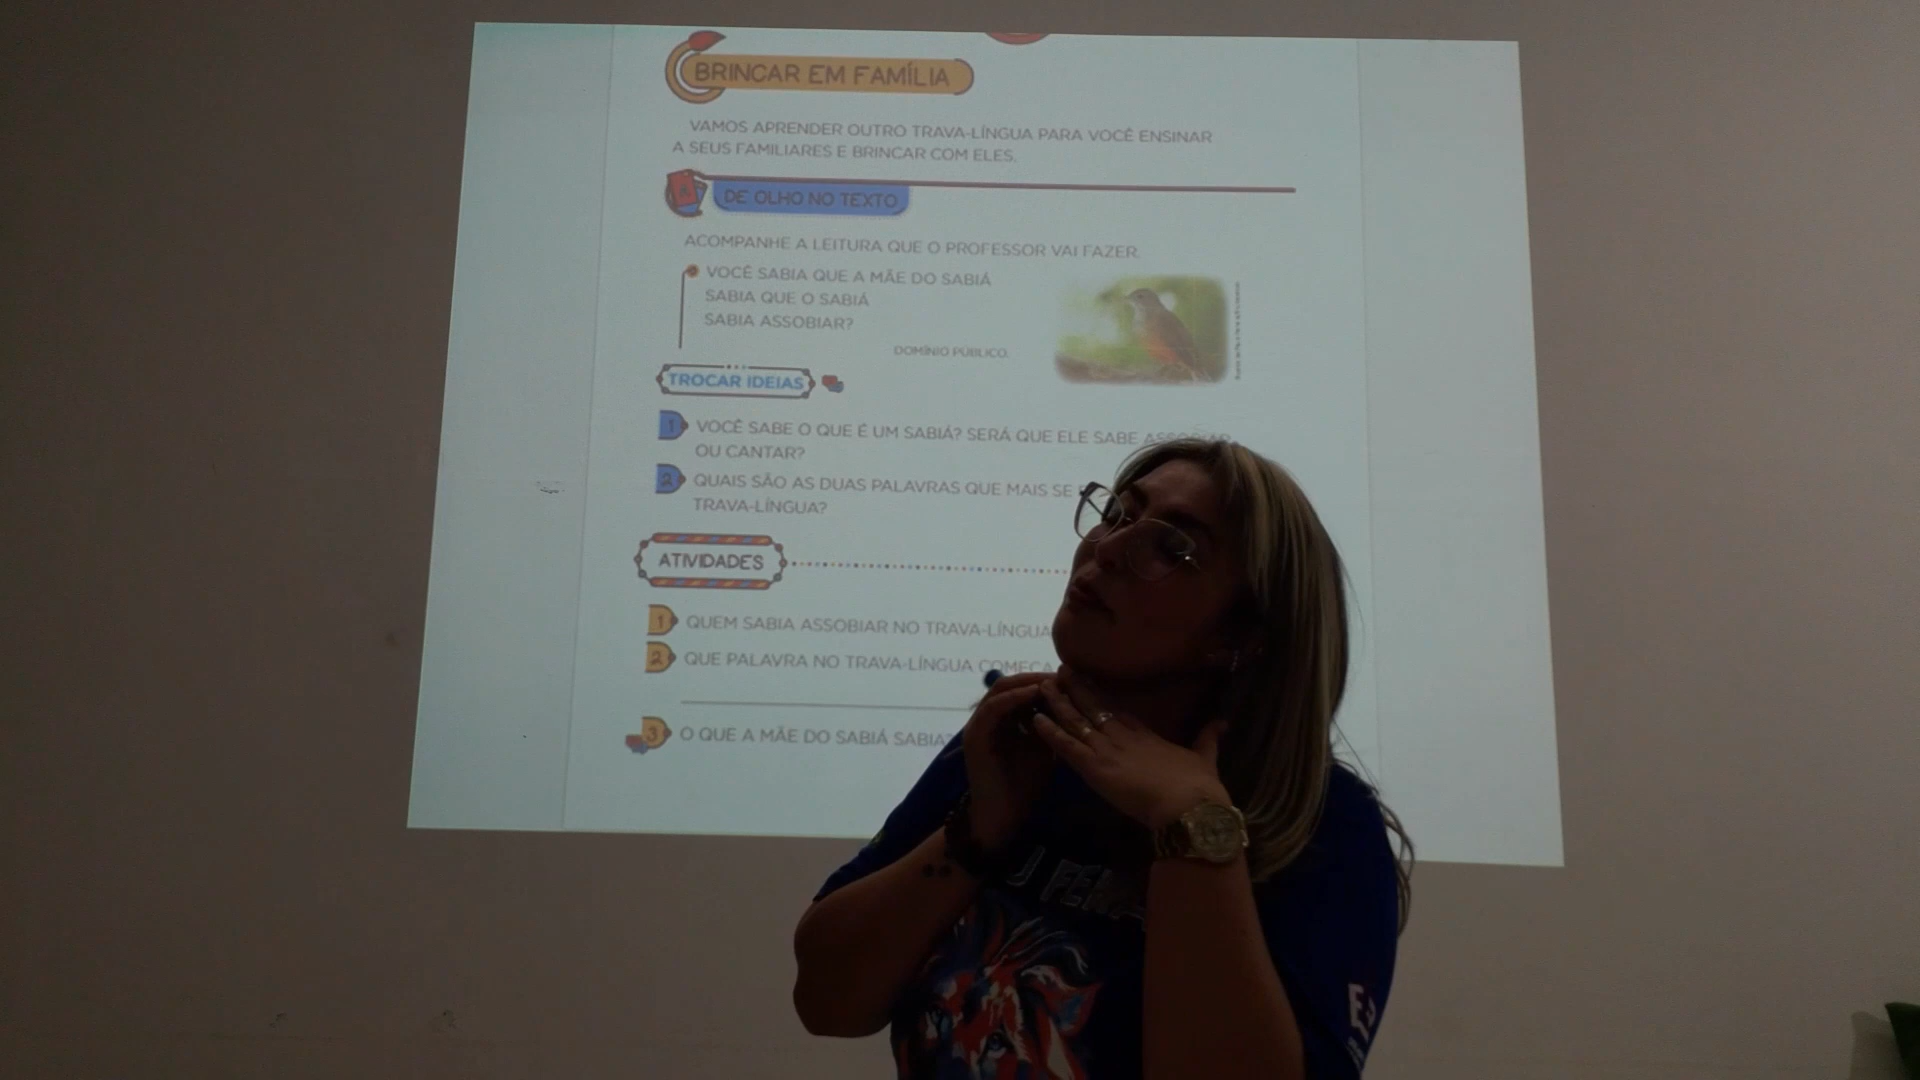 BRINCAR EM FAMÍLIA
VAMOS APRENDER OUTRO TRAVA-LÍNGUA PARA VOCÊ ENSINAR
A SEUS FAMILIARES E BRINCAR COM ELES.
DE OLHO NO TEXTO
ACOMPANHE A LEITURA QUE O PROFESSOR VAI FAZER.
VOCÊ SABIA QUE A MÃE DO SABIÁ
SABIA QUE O SABIÁ
SABIA ASSOBIAR?
DOMÍNIO PÚBLICO.
TROCAR IDEIAS
1 VOCÊ SABE O QUE É UM SABIÁ? SERÁ QUE ELE SABE ASSOBIAR
OU CANTAR?
2 QUAIS SÃO AS DUAS PALAVRAS QUE MAIS SE
TRAVA-LÍNGUA?
ATIVIDADES
1 QUEM SABIA ASSOBIAR NO TRAVA-LÍNGUA
2 QUE PALAVRA NO TRAVA-LÍNGUA COMEÇA
3 O QUE A MÃE DO SABIÁ SABIA?